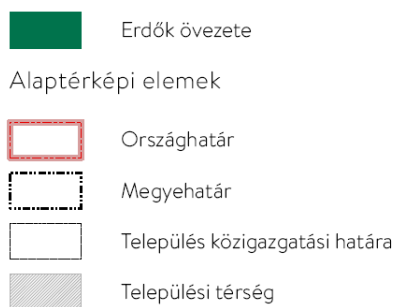 Erdők övezete
Alaptérképi elemek
Országhatár
Megyehatár
Település közigazgatási határa
Települési térség